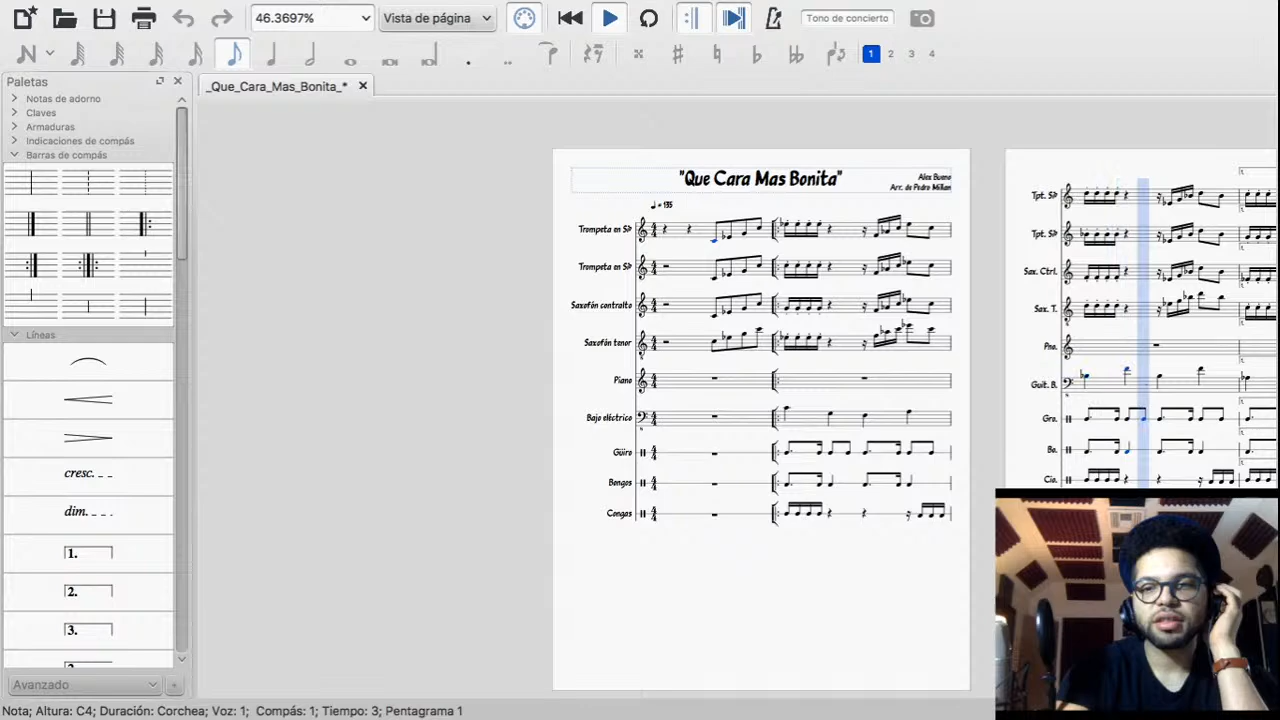 46.3697%
Vista de página
Tono de concierto
1 2 3 4
Paletas
_Que_Cara_Mas_Bonita_*
Notas de adorno
Claves
Armaduras
Indicaciones de compás
Barras de compás
Líneas
cresc.
dim.
1.
2.
3.
Avanzado
"Que Cara Mas Bonita"
Alex Bueno
Arr. de Pedro Millan
= 135
Trompeta en Si♭
Trompeta en Si♭
Saxofón contralto
Saxofón tenor
Piano
Bajo eléctrico
Güiro
Bongos
Congas
Tpt. Si♭
Tpt. Si♭
Sax. Ctrl.
Sax. T.
Pno.
Guit. B.
Gro.
Bo.
Nota; Altura: C4; Duración: Corchea; Voz: 1; Compás: 1; Tiempo: 3; Pentagrama 1